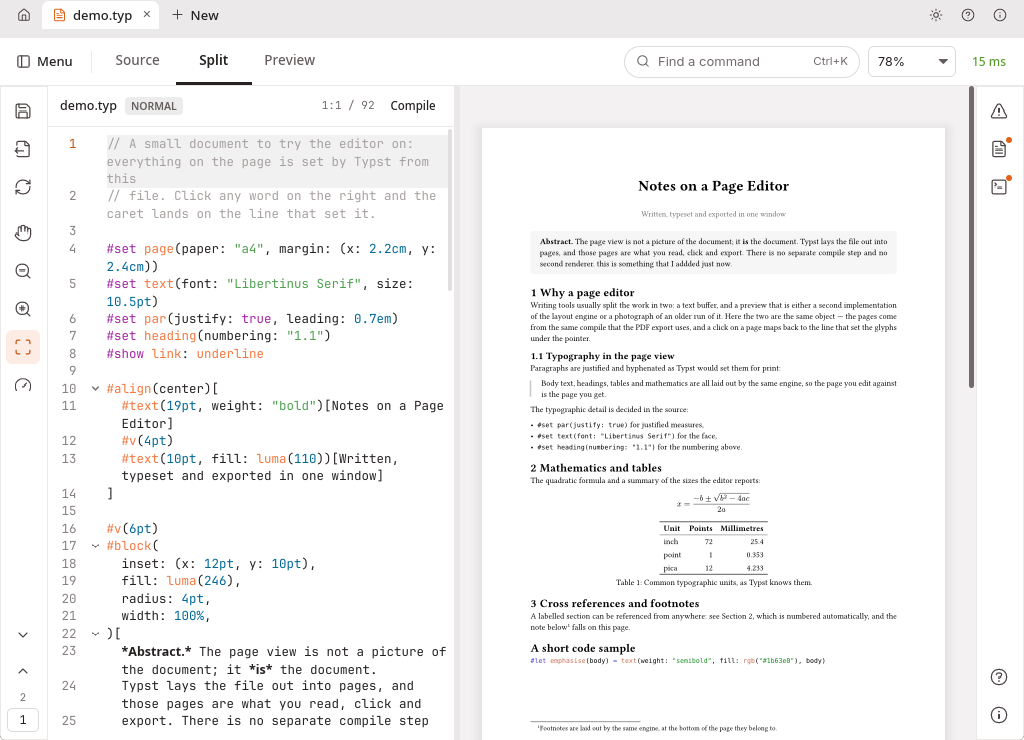 demo.typ
New
Menu
Source
Split
Preview
Find a command
Ctrl+K
78%
15 ms
demo.typ
NORMAL
1:1 / 92
Compile
1 // A small document to try the editor on:
everything on the page is set by Typst from
this
2 // file. Click any word on the right and the
caret lands on the line that set it.
3
4 #set page(paper: "a4", margin: (x: 2.2cm, y:
2.4cm))
5 #set text(font: "Libertinus Serif", size:
10.5pt)
6 #set par(justify: true, leading: 0.7em)
7 #set heading(numbering: "1.1")
8 #show link: underline
9
10 #align(center)[
11 #text(19pt, weight: "bold")[Notes on a Page
Editor]
12 #v(4pt)
13 #text(10pt, fill: luma(110))[Written,
typeset and exported in one window]
14 ]
15
16 #v(6pt)
17 #block(
18 inset: (x: 12pt, y: 10pt),
19 fill: luma(246),
20 radius: 4pt,
21 width: 100%,
22 )[
23 *Abstract.* The page view is not a picture of
the document; it *is* the document.
24 Typst lays the file out into pages, and
those pages are what you read, click and
25 export. There is no separate compile step
2
1
Notes on a Page Editor
Written, typeset and exported in one window
Abstract. The page view is not a picture of the document; it is the document. Typst lays the file out into
pages, and those pages are what you read, click and export. There is no separate compile step and no
second renderer. this is something that I addded just now.
1 Why a page editor
Writing tools usually split the work in two: a text buffer, and a preview that is either a second implementation
of the layout engine or a photograph of an older run of it. Here the two are the same object — the pages come
from the same compile that the PDF export uses, and a click on a page maps back to the line that set the glyphs
under the pointer.
1.1 Typography in the page view
Paragraphs are justified and hyphenated as Typst would set them for print:
Body text, headings, tables and mathematics are all laid out by the same engine, so the page you edit against
is the page you get.
The typographic detail is decided in the source:
• #set par(justify: true) for justified measures,
• #set text(font: "Libertinus Serif") for the face,
• #set heading(numbering: "1.1") for the numbering above.
2 Mathematics and tables
The quadratic formula and a summary of the sizes the editor reports:
x = −b ± √b² − 4ac
2a
Unit Points Millimetres
inch 72 25.4
point 1 0.353
pica 12 4.233
Table 1: Common typographic units, as Typst knows them.
3 Cross references and footnotes
A labelled section can be referenced from anywhere: see Section 2, which is numbered automatically, and the
note below¹ falls on this page.
A short code sample
#let emphasise(body) = text(weight: "semibold", fill: rgb("#1b63e0"), body)
¹Footnotes are laid out by the same engine, at the bottom of the page they belong to.